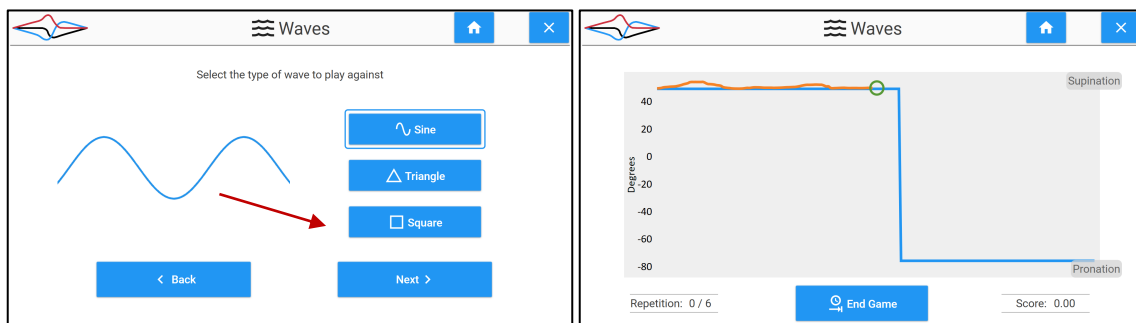 Waves
Select the type of wave to play against
Sine
Triangle
Square
Back
Next
Waves
Supination
40
20
0
-20
-40
-60
-80
Degrees
Pronation
Repetition: 0 / 6
End Game
Score: 0.00